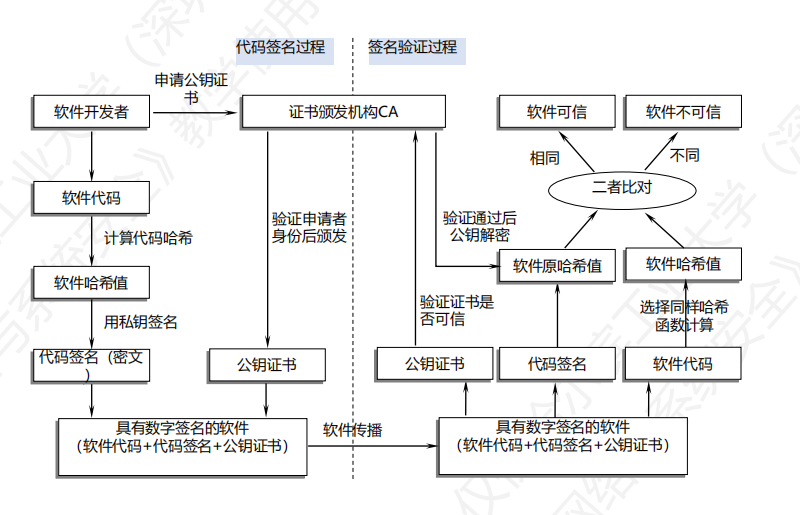 代码签名过程
签名验证过程
申请公钥证
书
软件开发者
证书颁发机构CA
软件可信
软件不可信
相同
不同
二者比对
软件代码
计算代码哈希
验证申请者
身份后颁发
验证通过后
公钥解密
软件哈希值
软件原哈希值
软件哈希值
用私钥签名
验证证书是
否可信
选择同样哈希
函数计算
代码签名（密文
）
公钥证书
公钥证书
代码签名
软件代码
具有数字签名的软件
（软件代码+代码签名+公钥证书）
软件传播
具有数字签名的软件
（软件代码+代码签名+公钥证书）